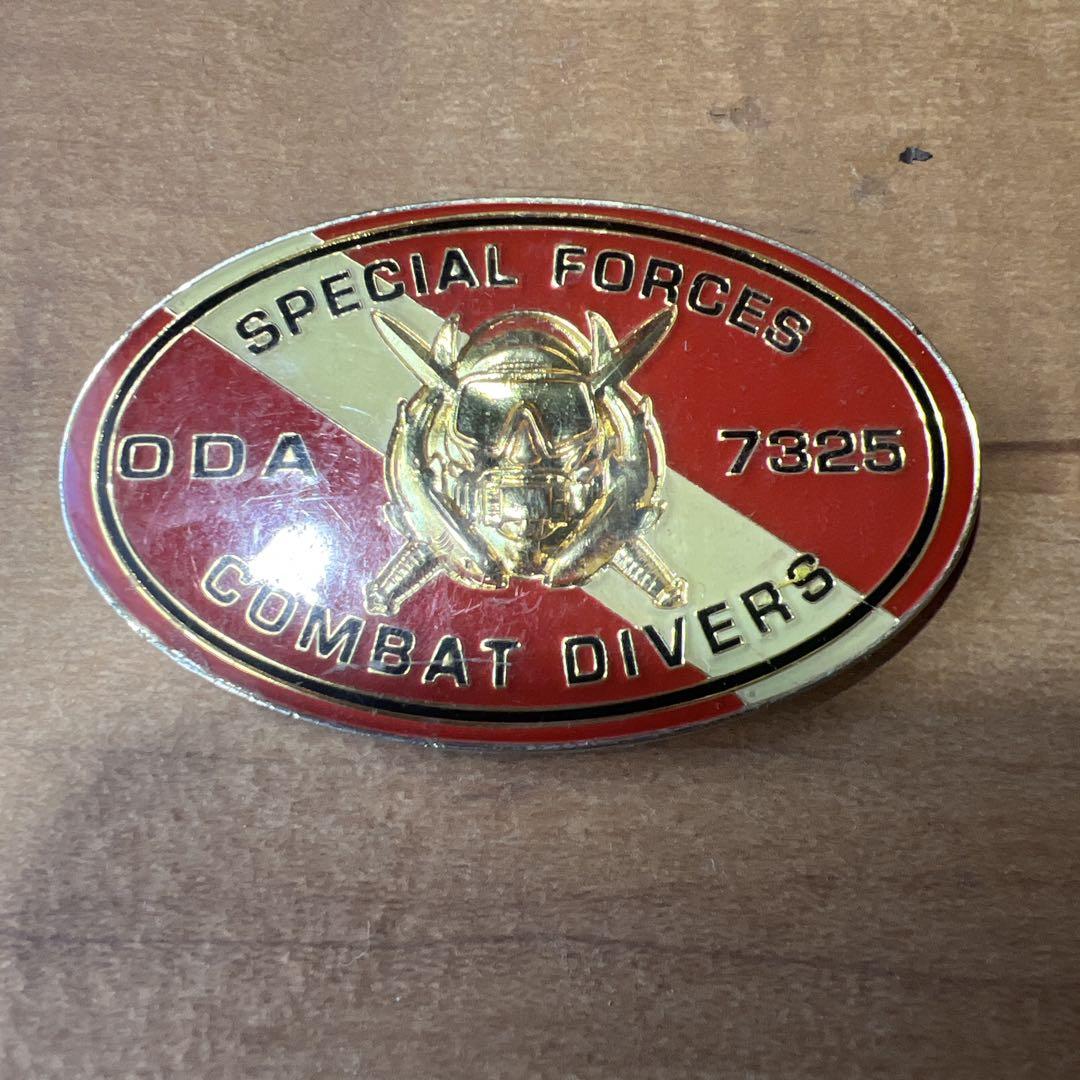 SPECIAL FORCES
ODA 7325
COMBAT DIVERS